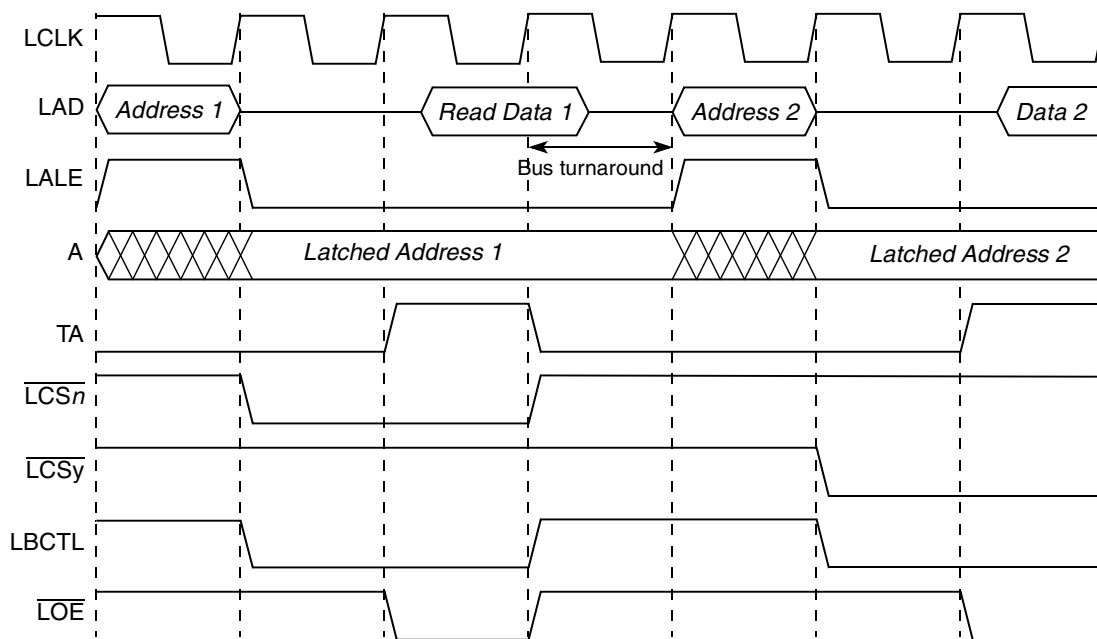 LCLK
LAD Address 1 Read Data 1 Address 2 Data 2
Bus turnaround
LALE
A Latched Address 1 Latched Address 2
TA
LCSn
LCSy
LBCTL
LOE